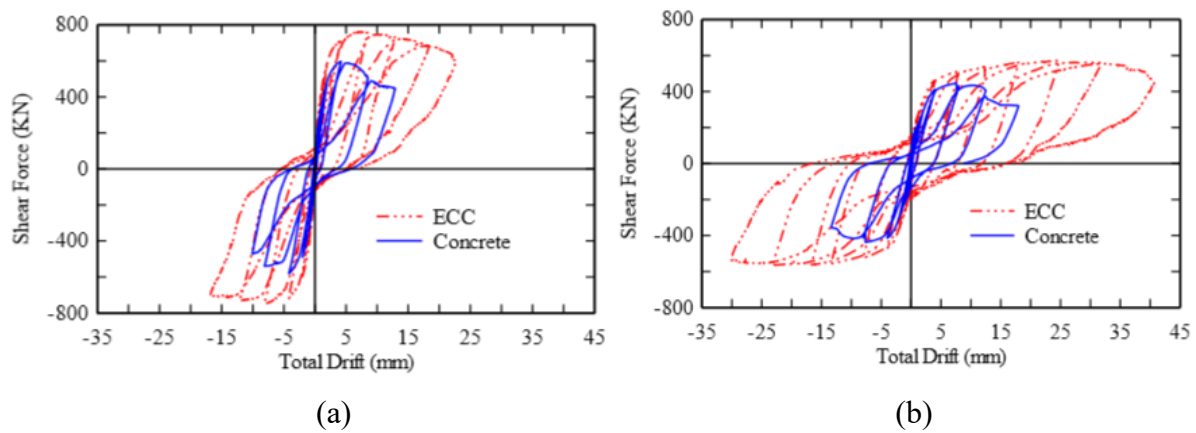 800
400
0
-400
-800
Shear Force (KN)
ECC
Concrete
-35 -25 -15 -5 5 15 25 35 45
Total Drift (mm)
(a)
800
400
0
-400
-800
Shear Force (KN)
ECC
Concrete
-35 -25 -15 -5 5 15 25 35 45
Total Drift (mm)
(b)